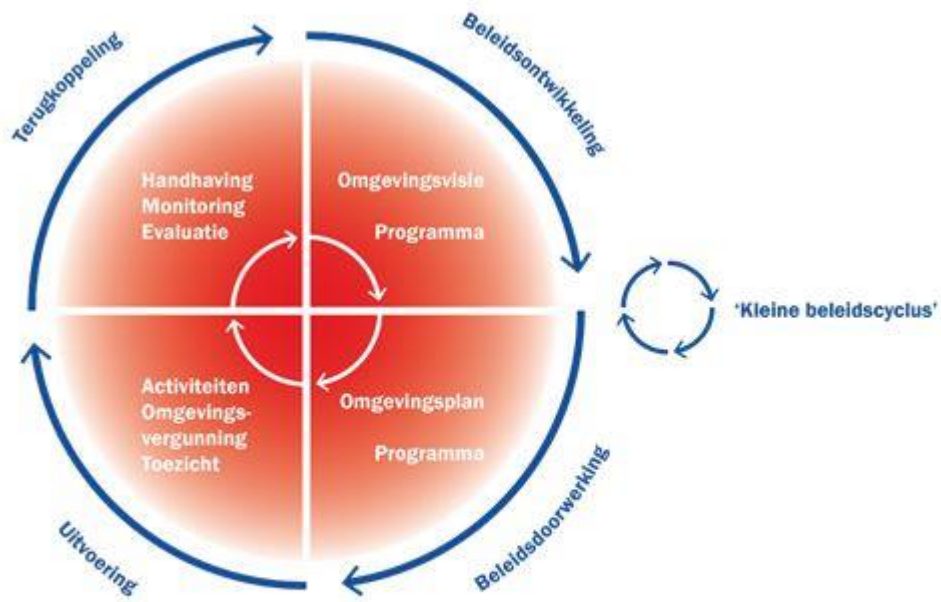 Terugkoppeling
Beleidsontwikkeling
Handhaving
Monitoring
Evaluatie
Omgevingsvisie
Programma
'Kleine beleidscyclus'
Activiteiten
Omgevings-
vergunning
Toezicht
Omgevingsplan
Programma
Uitvoering
Beleidsdoorwerking